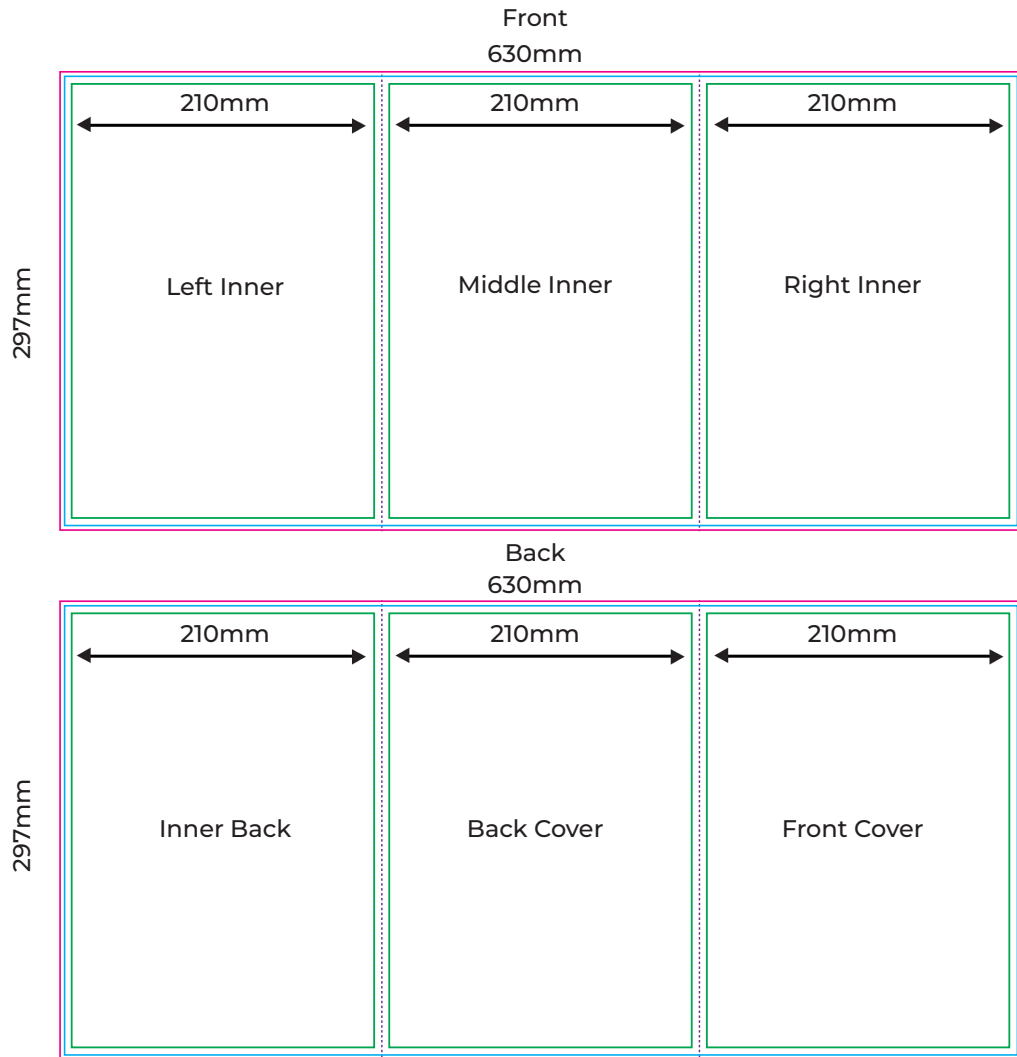 Front
630mm
210mm
210mm
210mm
Left Inner
Middle Inner
Right Inner
297mm
Back
630mm
210mm
210mm
210mm
Inner Back
Back Cover
Front Cover
297mm